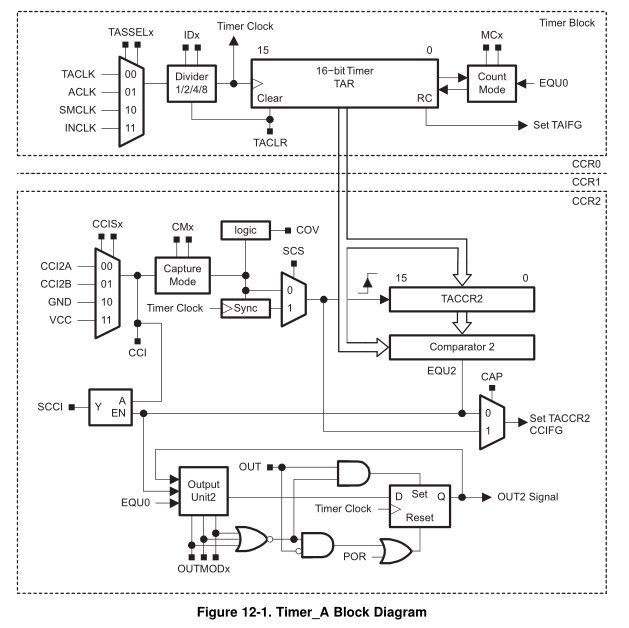 Timer Block
TASSELx
IDx
Timer Clock
15
0
MCx
TACLK
00
ACLK
01
SMCLK
10
INCLK
11
Divider
1/2/4/8
16−bit Timer
TAR
Clear
RC
Count
Mode
EQU0
Set TAIFG
TACLR
CCR0
CCR1
CCR2
CCISx
CMx
logic
COV
SCS
CCI2A
00
CCI2B
01
GND
10
VCC
11
Capture
Mode
Timer Clock
Sync
0
1
15
0
TACCR2
Comparator 2
CCI
EQU2
CAP
SCCI
Y
A
EN
0
1
Set TACCR2
CCIFG
OUT
Output
Unit2
EQU0
Timer Clock
D
Set
Q
Reset
OUT2 Signal
POR
OUTMODx
Figure 12-1. Timer_A Block Diagram